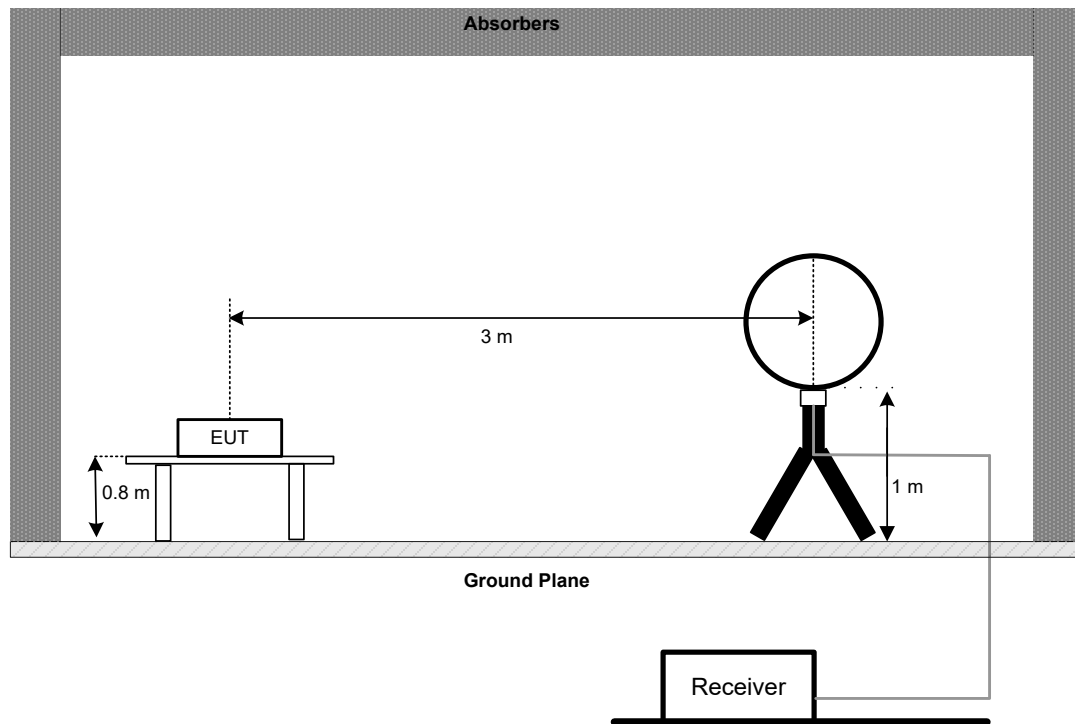 Absorbers
3 m
EUT
0.8 m
1 m
Ground Plane
Receiver